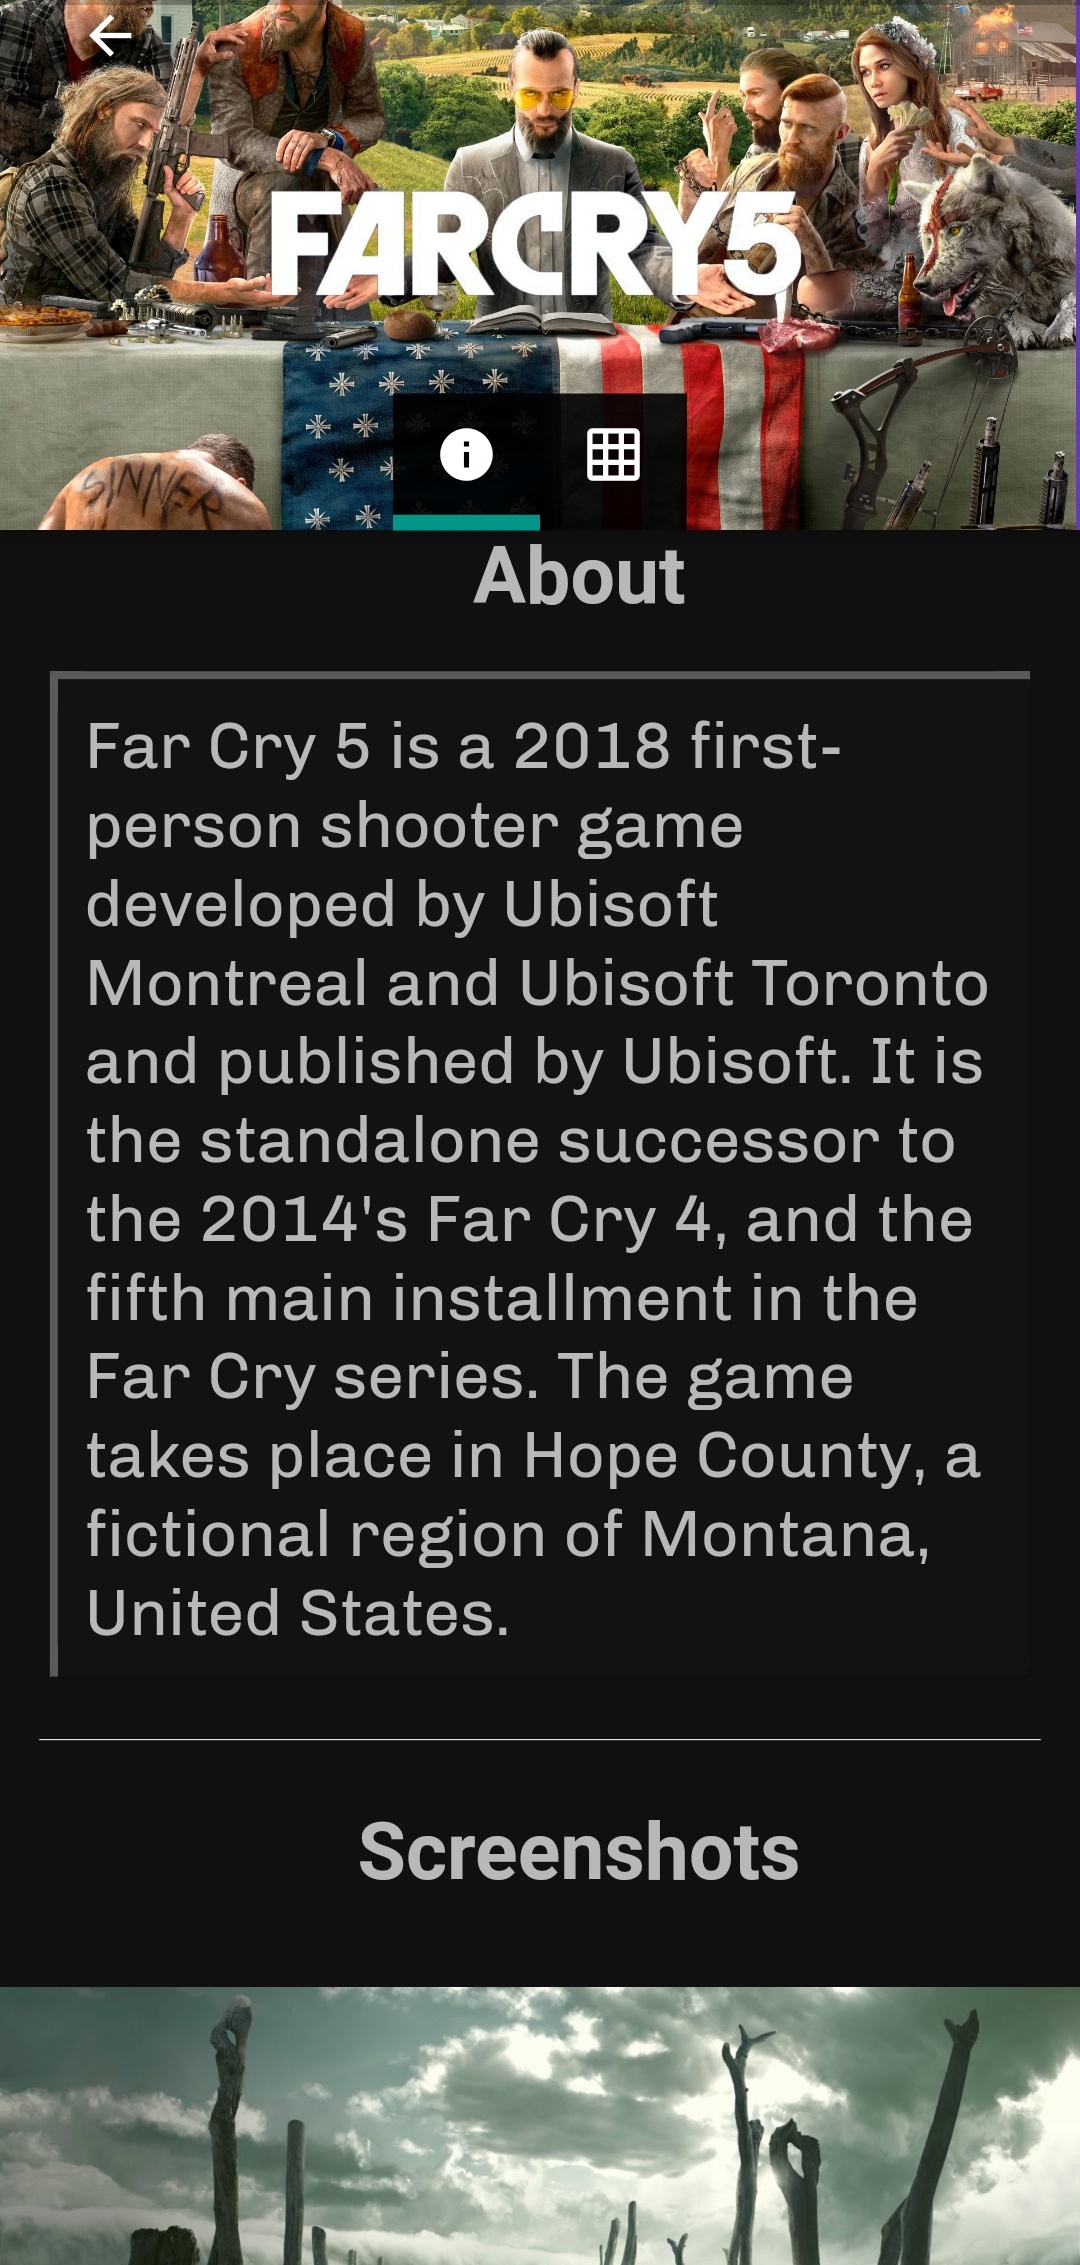 FARCRY5
SINNER
About
Far Cry 5 is a 2018 first-
person shooter game
developed by Ubisoft
Montreal and Ubisoft Toronto
and published by Ubisoft. It is
the standalone successor to
the 2014's Far Cry 4, and the
fifth main installment in the
Far Cry series. The game
takes place in Hope County, a
fictional region of Montana,
United States.
Screenshots